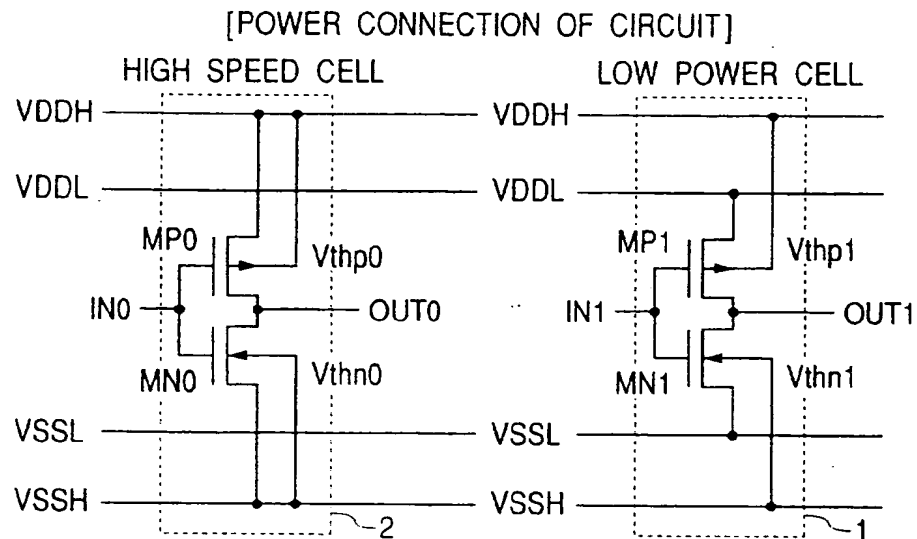 [POWER CONNECTION OF CIRCUIT]
HIGH SPEED CELL
LOW POWER CELL
VDDH
VDDH
VDDL
VDDL
MP0
Vthp0
MP1
Vthp1
IN0
OUT0
IN1
OUT1
MN0
Vthn0
MN1
Vthn1
VSSL
VSSL
VSSH
VSSH
2
1